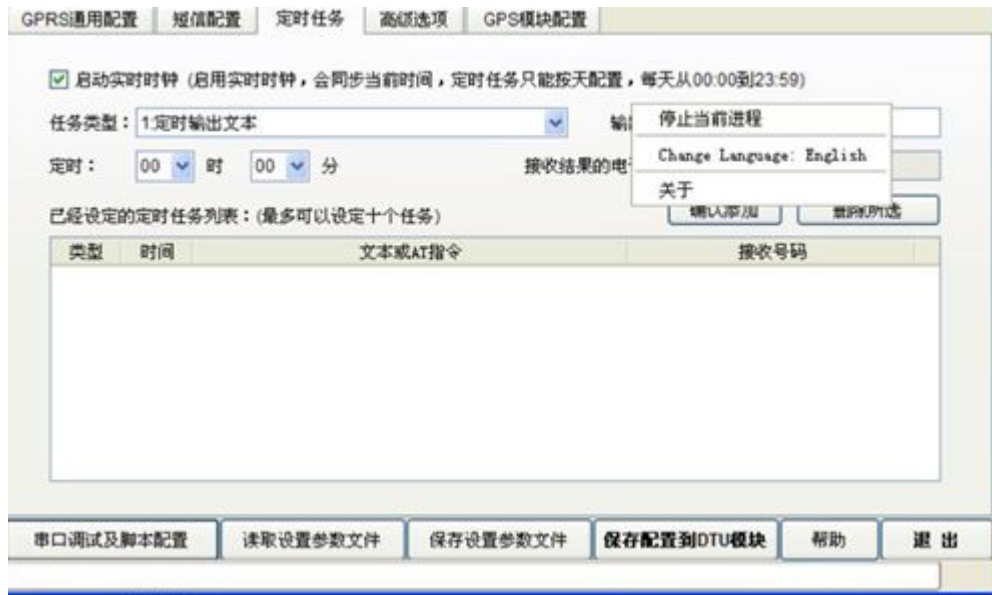 GPRS通用配置 短信配置 定时任务 高级选项 GPS模块配置
启动实时时钟 (启用实时时钟，会同步当前时间，定时任务只能按天配置，每天从00:00到23:59)
任务类型： 1:定时输出文本
停止当前进程
定时： 00 时 00 分 接收结果的电
Change Language: English
关于
已经设定的定时任务列表：(最多可以设定十个任务) 确认添加 删除所选
类型 时间 文本或AT指令 接收号码
串口调试及脚本配置 读取设置参数文件 保存设置参数文件 保存配置到DTU模块 帮助 退 出